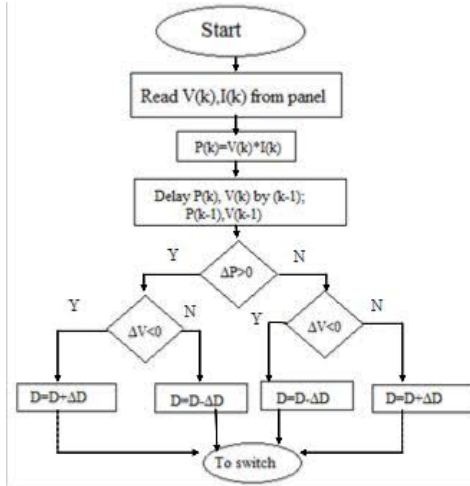 Start
Read V(k),I(k) from panel
P(k)=V(k)*I(k)
Delay P(k), V(k) by (k-1);
P(k-1),V(k-1)
Y
ΔP>0
N
Y
ΔV<0
N
Y
ΔV<0
N
D=D+ΔD
D=D-ΔD
D=D-ΔD
D=D+ΔD
To switch